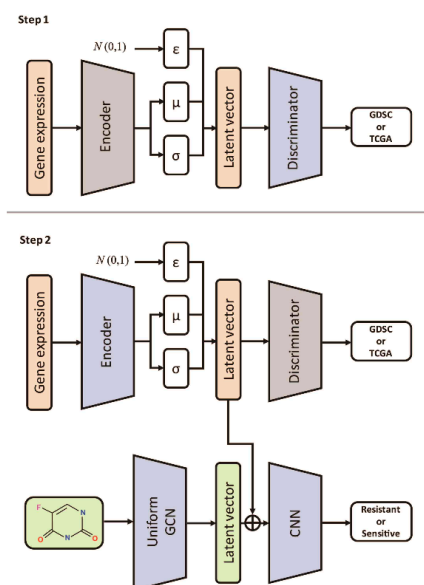 Step 1
N(0,1)
ε
Gene expression
Encoder
μ
σ
Latent vector
Discriminator
GDSC
or
TCGA
Step 2
N(0,1)
ε
Gene expression
Encoder
μ
σ
Latent vector
Discriminator
GDSC
or
TCGA
F
N
N
O
O
Uniform
GCN
Latent vector
CNN
Resistant
or
Sensitive